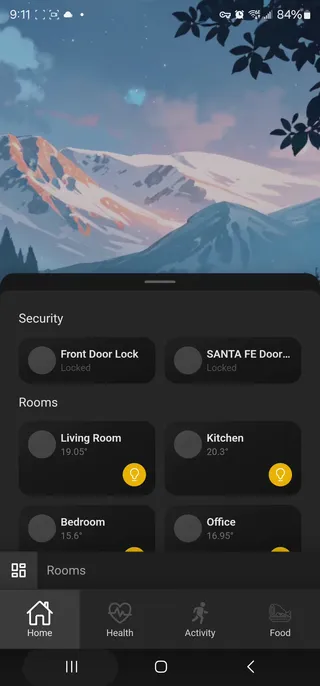 9:11 84%
Security
Front Door Lock
Locked
SANTA FE Door...
Locked
Rooms
Living Room
19.05°
Kitchen
20.3°
Bedroom
15.6°
Office
16.95°
Rooms
Home Health Activity Food